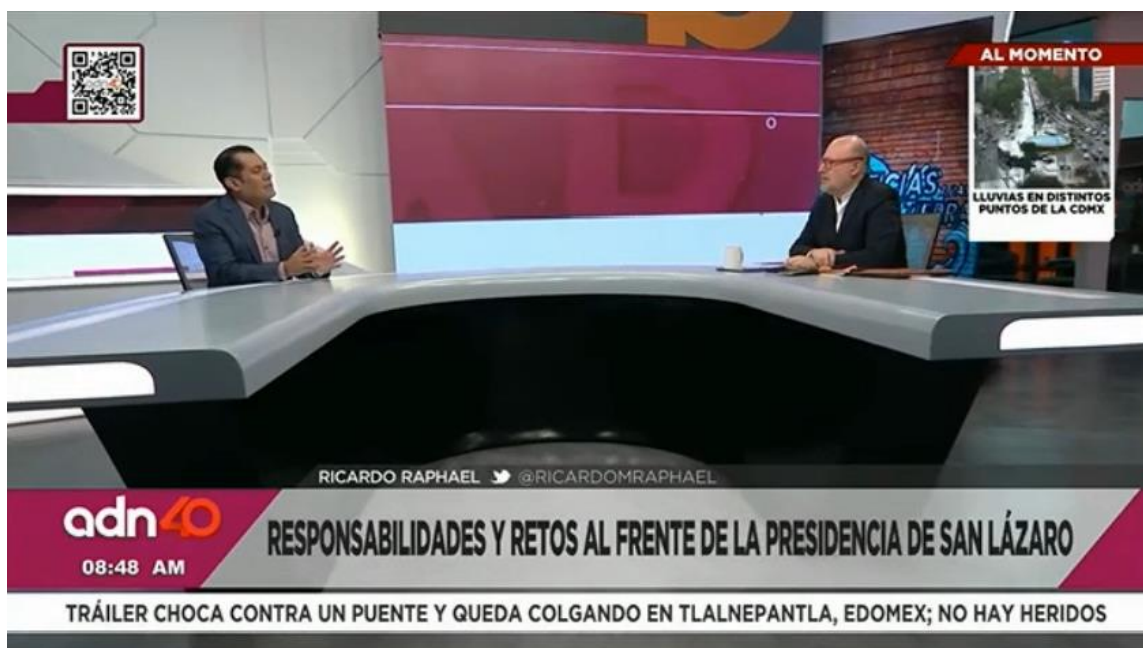 AL MOMENTO
LLUVIAS EN DISTINTOS
PUNTOS DE LA CDMX
RICARDO RAPHAEL @RICARDOMRAPHAEL
adn40
RESPONSABILIDADES Y RETOS AL FRENTE DE LA PRESIDENCIA DE SAN LÁZARO
08:48 AM
TRÁILER CHOCA CONTRA UN PUENTE Y QUEDA COLGANDO EN TLALNEPANTLA, EDOMEX; NO HAY HERIDOS